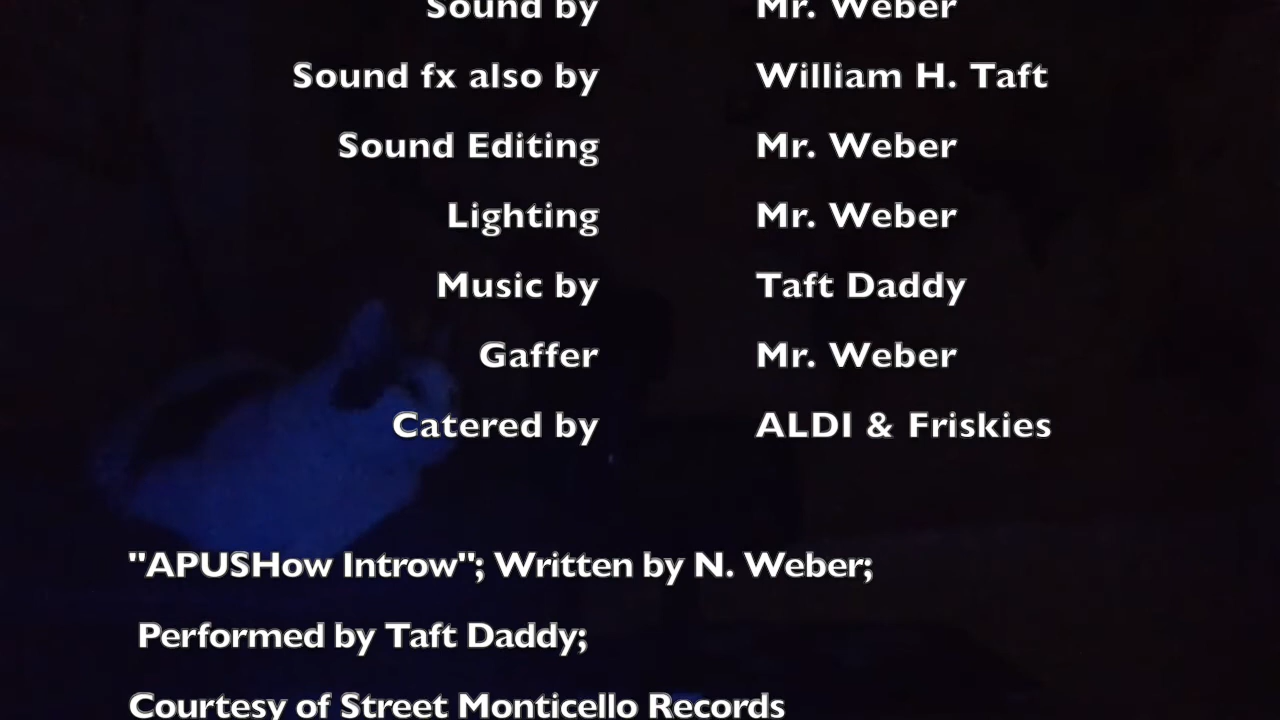 Sound by Mr. Weber
Sound fx also by William H. Taft
Sound Editing Mr. Weber
Lighting Mr. Weber
Music by Taft Daddy
Gaffer Mr. Weber
Catered by ALDI & Friskies
"APUSHow Introw"; Written by N. Weber;
Performed by Taft Daddy;
Courtesy of Street Monticello Records